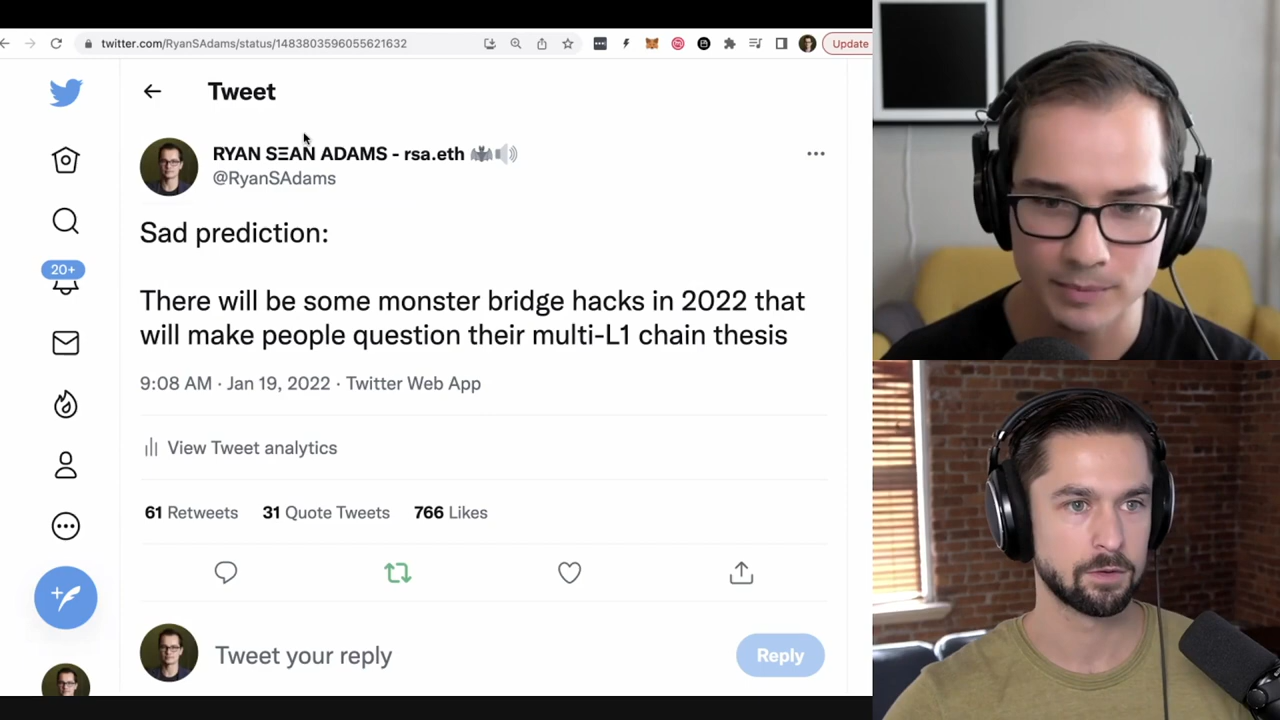 twitter.com/RyanSAdams/status/1483803596055621632
Update
Tweet
RYAN SΞAN ADAMS - rsa.eth 🦇🔊
@RyanSAdams
Sad prediction:
20+
There will be some monster bridge hacks in 2022 that
will make people question their multi-L1 chain thesis
9:08 AM · Jan 19, 2022 · Twitter Web App
View Tweet analytics
61 Retweets 31 Quote Tweets 766 Likes
Tweet your reply
Reply